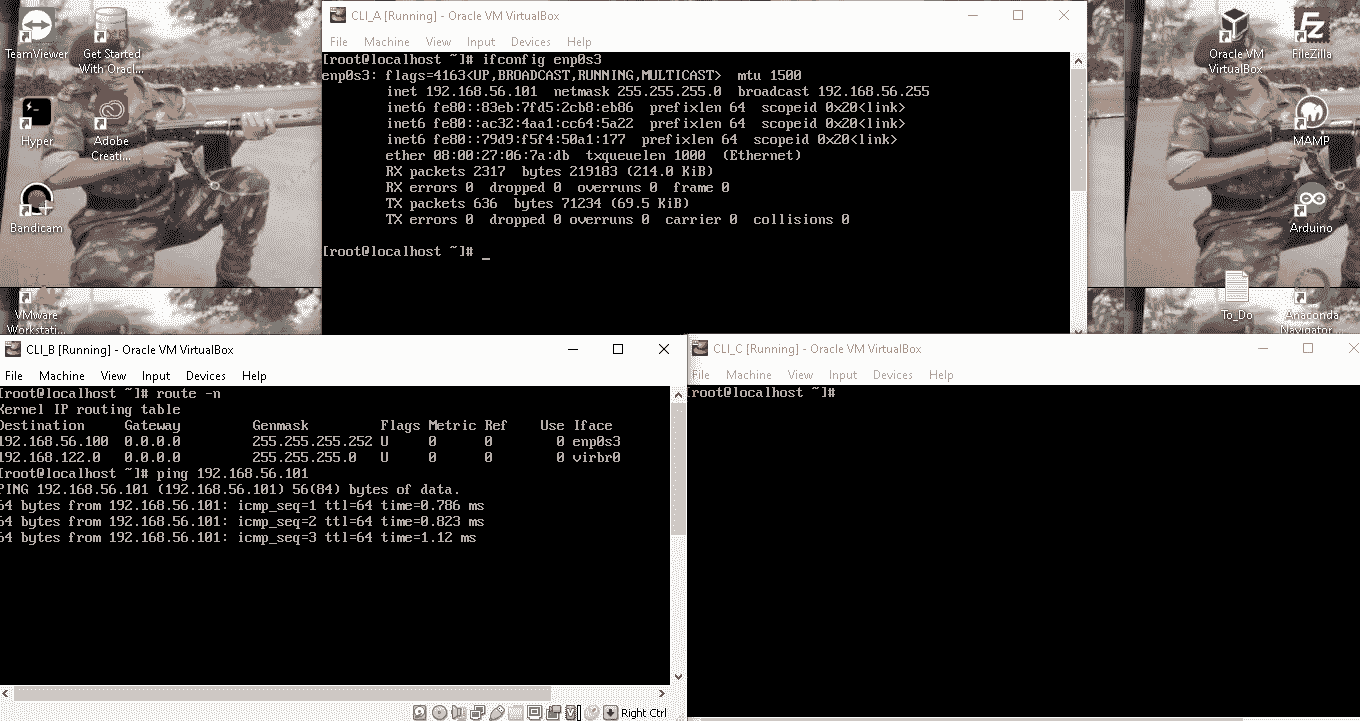 TeamViewer
Get Started With Oracl...
Hyper
Adobe Creati...
Bandicam
VMware Workstati...
CLI_A [Running] - Oracle VM VirtualBox
File Machine View Input Devices Help
[root@localhost ~]# ifconfig enp0s3
enp0s3: flags=4163<UP,BROADCAST,RUNNING,MULTICAST> mtu 1500
inet 192.168.56.101 netmask 255.255.255.0 broadcast 192.168.56.255
inet6 fe80::83eb:7fd5:2cb8:eb86 prefixlen 64 scopeid 0x20<link>
inet6 fe80::ac32:4aa1:cc64:5a22 prefixlen 64 scopeid 0x20<link>
inet6 fe80::79d9:f5f4:50a1:177 prefixlen 64 scopeid 0x20<link>
ether 08:00:27:06:7a:db txqueuelen 1000 (Ethernet)
RX packets 2317 bytes 219183 (214.0 KiB)
RX errors 0 dropped 0 overruns 0 frame 0
TX packets 636 bytes 71234 (69.5 KiB)
TX errors 0 dropped 0 overruns 0 carrier 0 collisions 0
[root@localhost ~]# _
Oracle VM VirtualBox
FileZilla
MAMP
Arduino
To_Do
Anaconda Navigator...
CLI_B [Running] - Oracle VM VirtualBox
File Machine View Input Devices Help
[root@localhost ~]# route -n
Kernel IP routing table
Destination Gateway Genmask Flags Metric Ref Use Iface
192.168.56.100 0.0.0.0 255.255.255.252 U 0 0 0 enp0s3
192.168.122.0 0.0.0.0 255.255.255.0 U 0 0 0 virbr0
[root@localhost ~]# ping 192.168.56.101
PING 192.168.56.101 (192.168.56.101) 56(84) bytes of data.
64 bytes from 192.168.56.101: icmp_seq=1 ttl=64 time=0.786 ms
64 bytes from 192.168.56.101: icmp_seq=2 ttl=64 time=0.823 ms
64 bytes from 192.168.56.101: icmp_seq=3 ttl=64 time=1.12 ms
Right Ctrl
CLI_C [Running] - Oracle VM VirtualBox
File Machine View Input Devices Help
[root@localhost ~]#